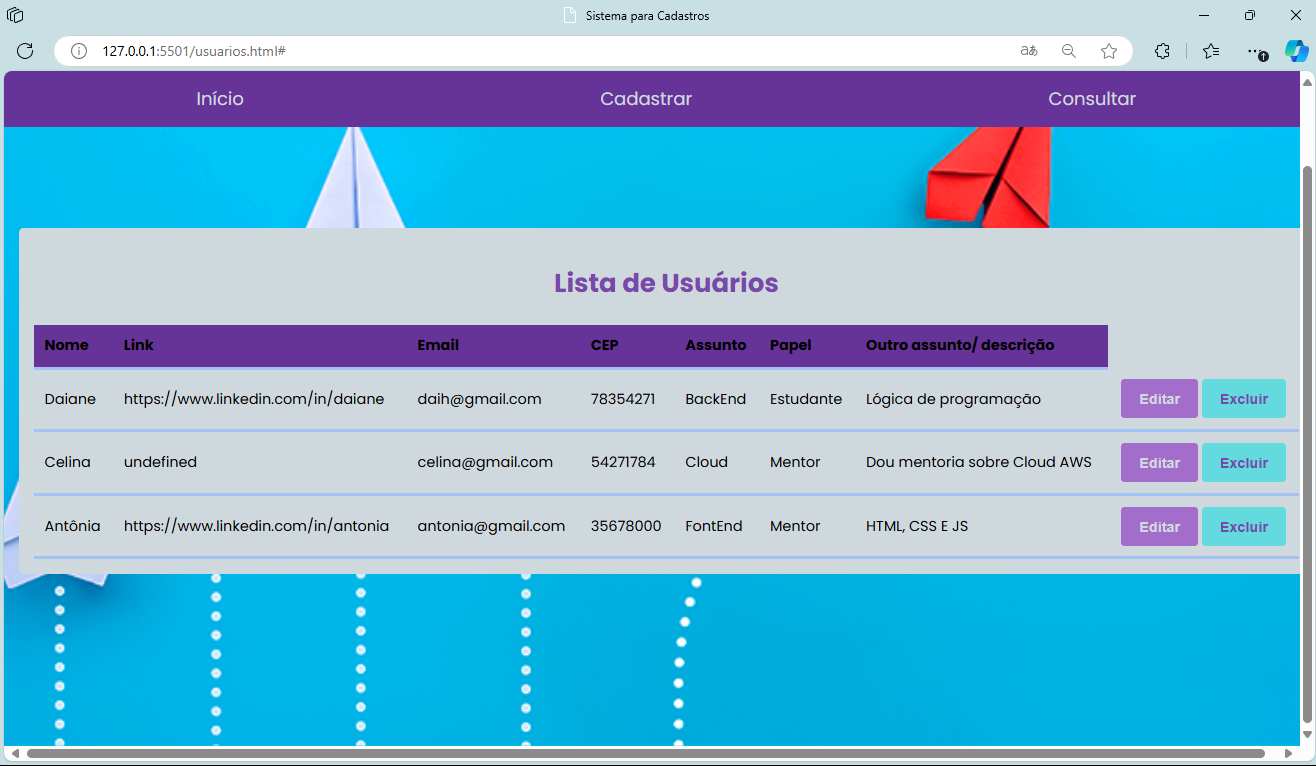 Sistema para Cadastros
127.0.0.1:5501/usuarios.html#
Início Cadastrar Consultar
Lista de Usuários
Nome Link Email CEP Assunto Papel Outro assunto/ descrição
Daiane https://www.linkedin.com/in/daiane daih@gmail.com 78354271 BackEnd Estudante Lógica de programação Editar Excluir
Celina undefined celina@gmail.com 54271784 Cloud Mentor Dou mentoria sobre Cloud AWS Editar Excluir
Antônia https://www.linkedin.com/in/antonia antonia@gmail.com 35678000 FontEnd Mentor HTML, CSS E JS Editar Excluir